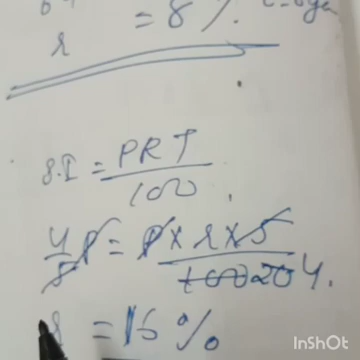 r = 8%.
S.I = PRT
100.
4/5 P = P x r x 5
100 20 4.
r = 16%
InShOt